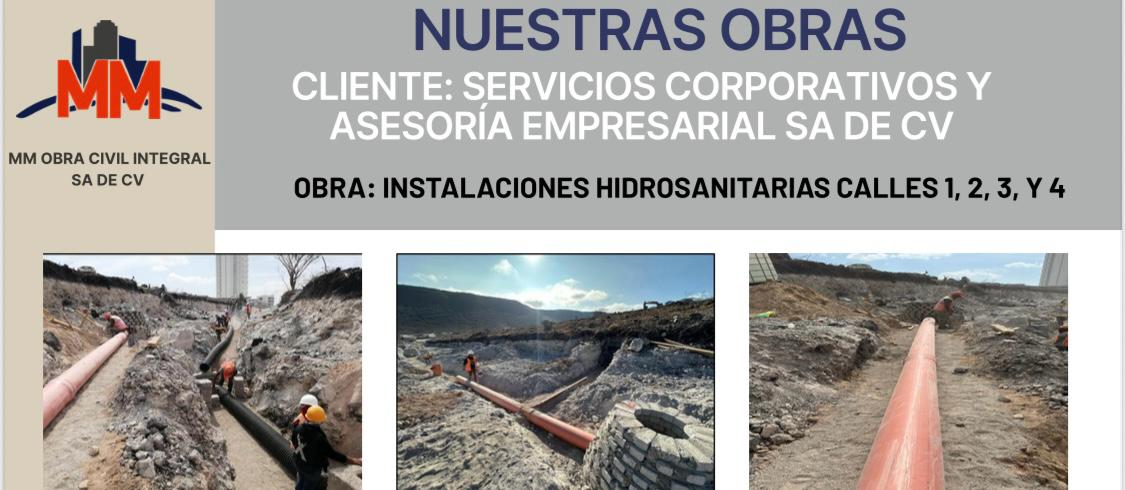 MM
MM OBRA CIVIL INTEGRAL
SA DE CV
NUESTRAS OBRAS
CLIENTE: SERVICIOS CORPORATIVOS Y
ASESORÍA EMPRESARIAL SA DE CV
OBRA: INSTALACIONES HIDROSANITARIAS CALLES 1, 2, 3, Y 4